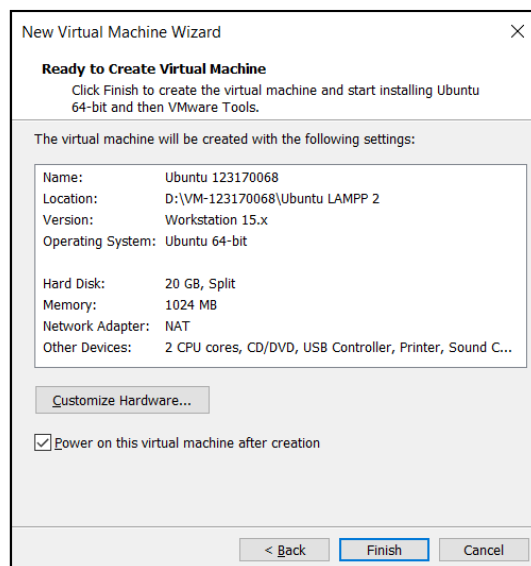 New Virtual Machine Wizard
Ready to Create Virtual Machine
Click Finish to create the virtual machine and start installing Ubuntu
64-bit and then VMware Tools.
The virtual machine will be created with the following settings:
Name: Ubuntu 123170068
Location: D:\VM-123170068\Ubuntu LAMPP 2
Version: Workstation 15.x
Operating System: Ubuntu 64-bit
Hard Disk: 20 GB, Split
Memory: 1024 MB
Network Adapter: NAT
Other Devices: 2 CPU cores, CD/DVD, USB Controller, Printer, Sound C...
Customize Hardware...
Power on this virtual machine after creation
< Back Finish Cancel